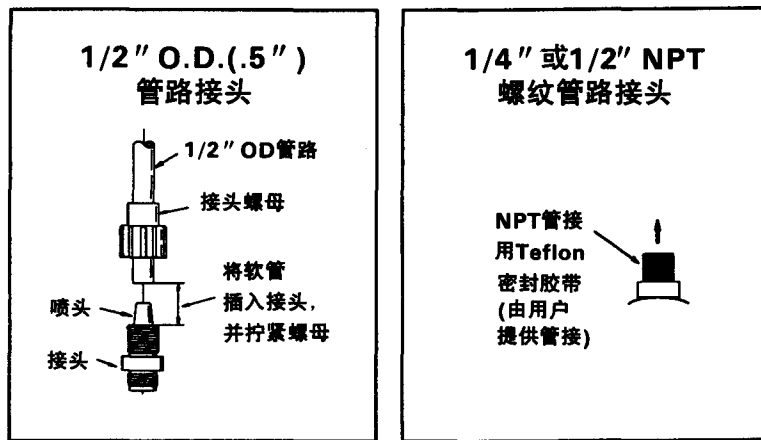 1/2" O.D.(.5")
管路接头
1/2" OD管路
接头螺母
将软管
插入接头,
并拧紧螺母
喷头
接头
1/4"或1/2" NPT
螺纹管路接头
NPT管接
用Teflon
密封胶带
(由用户
提供管接)